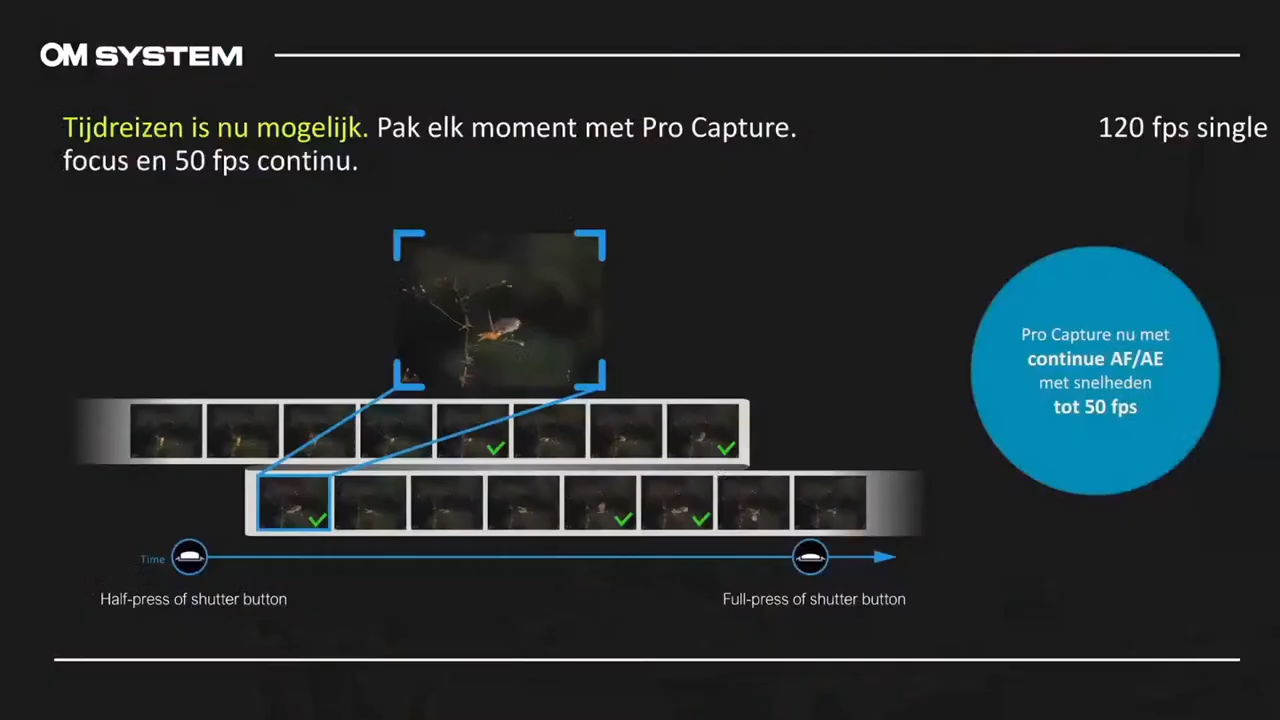 OM SYSTEM
Tijdreizen is nu mogelijk. Pak elk moment met Pro Capture. 120 fps single
focus en 50 fps continu.
Pro Capture nu met
continue AF/AE
met snelheden
tot 50 fps
Time
Half-press of shutter button
Full-press of shutter button